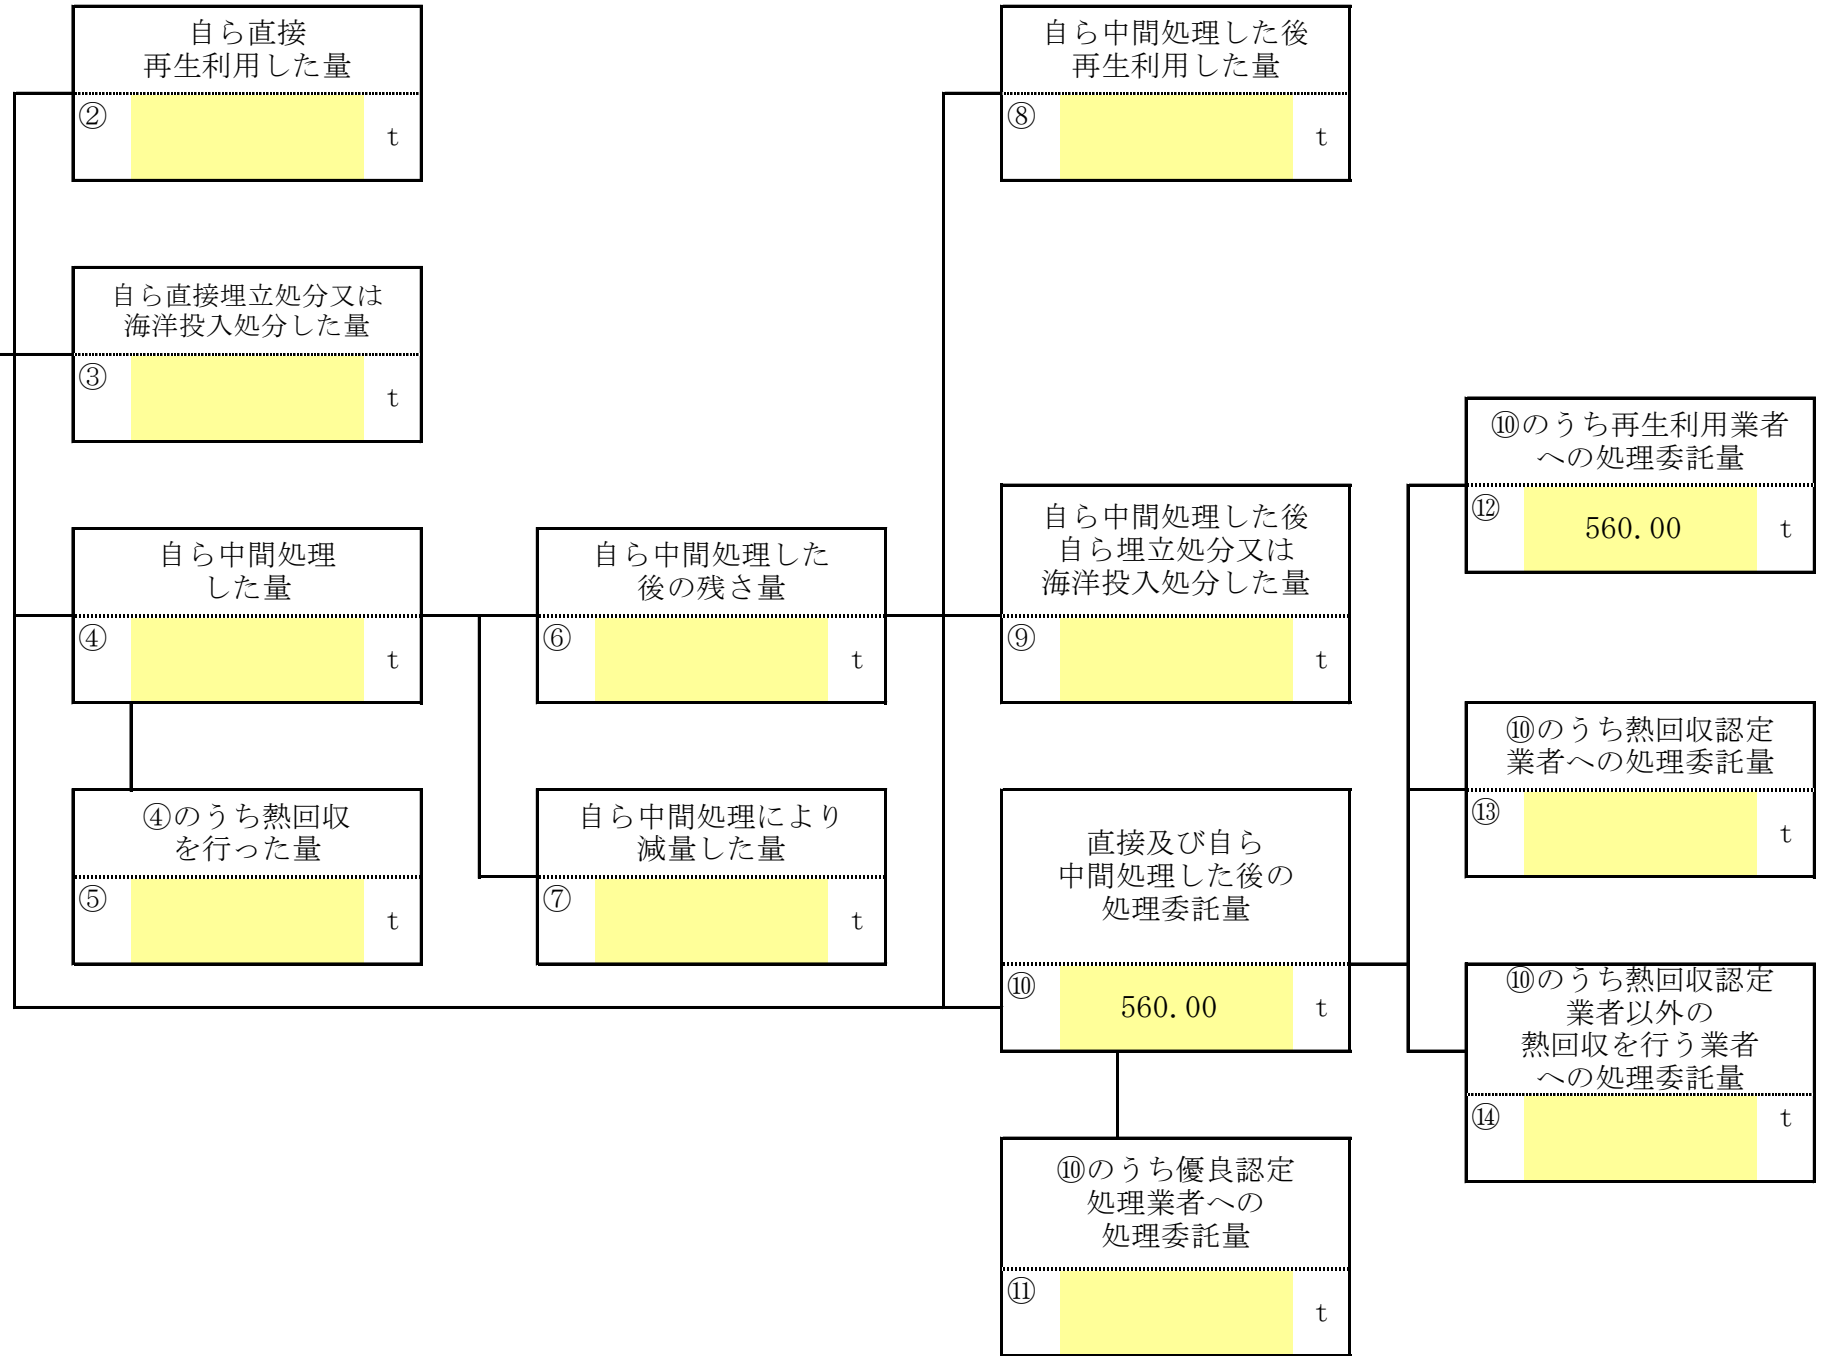 自ら直接
再生利用した量
②
t
自ら直接埋立処分又は
海洋投入処分した量
③
t
自ら中間処理
した量
④
t
④のうち熱回収
を行った量
⑤
t
自ら中間処理した
後の残さ量
⑥
t
自ら中間処理により
減量した量
⑦
t
自ら中間処理した後
再生利用した量
⑧
t
自ら中間処理した後
自ら埋立処分又は
海洋投入処分した量
⑨
t
直接及び自ら
中間処理した後の
処理委託量
⑩ 560.00 t
⑩のうち優良認定
処理業者への
処理委託量
⑪
t
⑩のうち再生利用業者
への処理委託量
⑫ 560.00 t
⑩のうち熱回収認定
業者への処理委託量
⑬
t
⑩のうち熱回収認定
業者以外の
熱回収を行う業者
への処理委託量
⑭ t